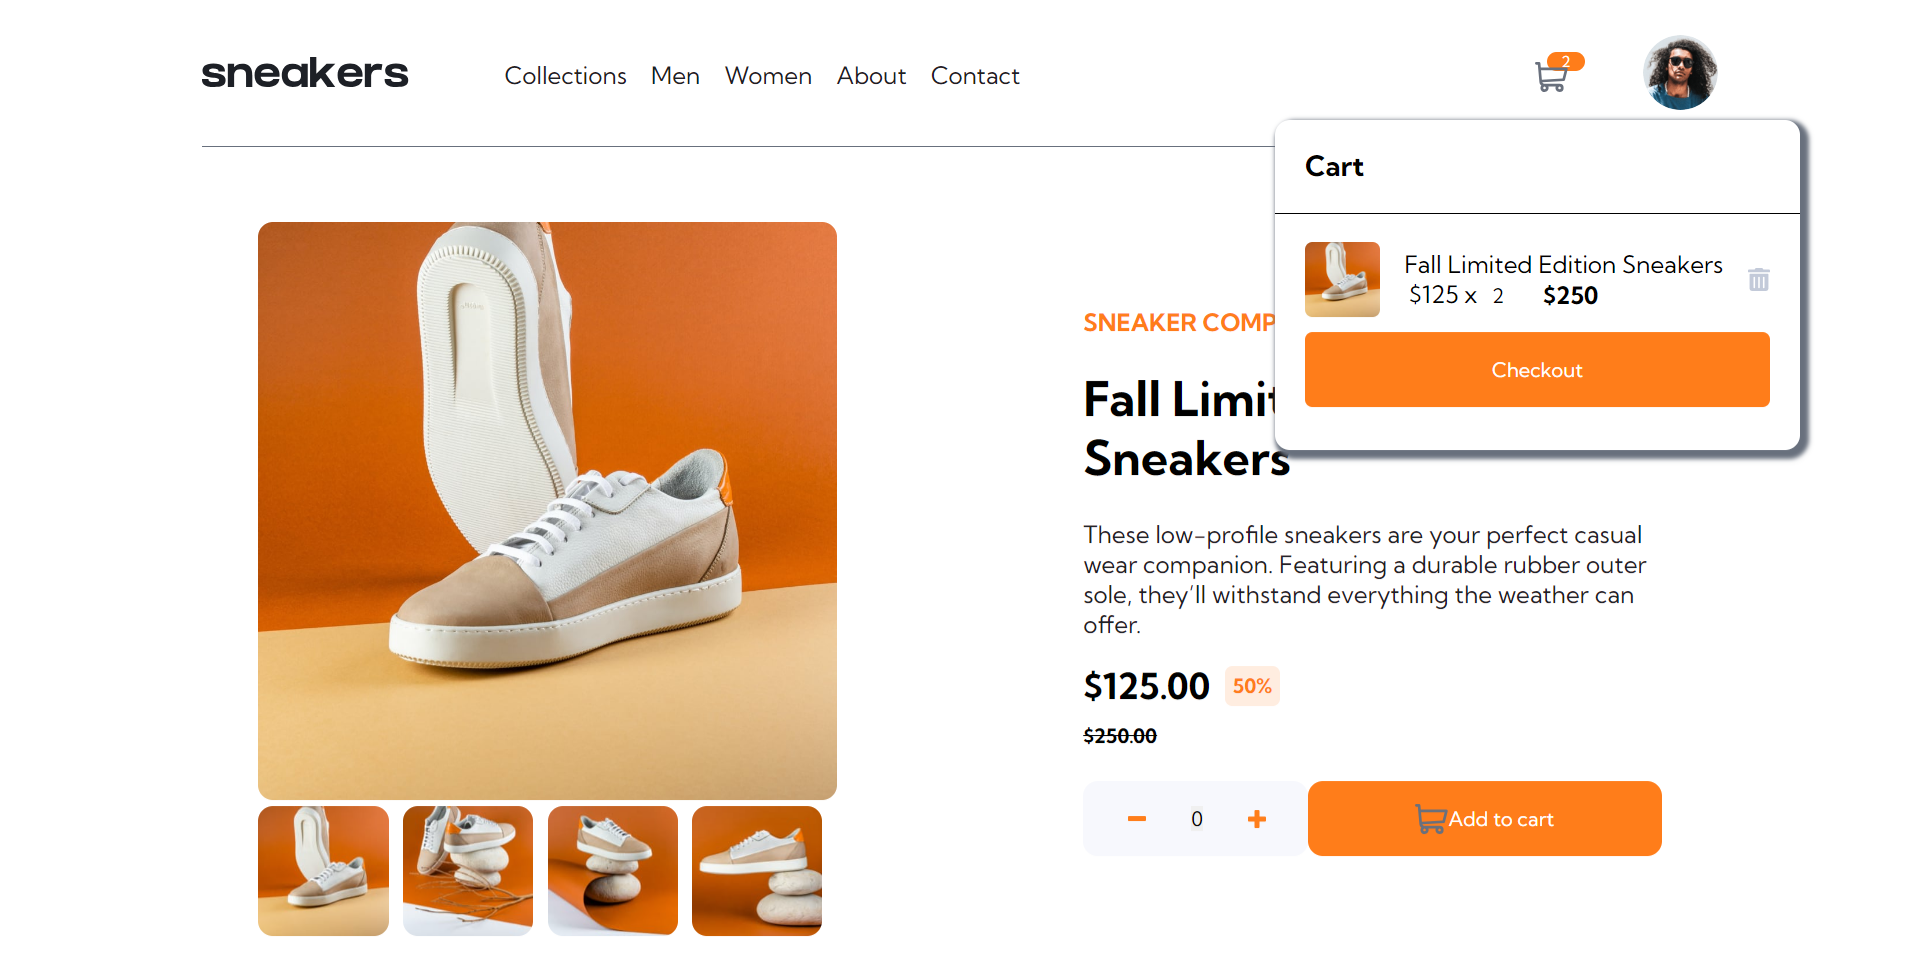 sneakers
Collections Men Women About Contact
2
Cart
Fall Limited Edition Sneakers
$125 x 2 $250
Checkout
SNEAKER COMP
Fall Limit
Sneakers
These low-profile sneakers are your perfect casual
wear companion. Featuring a durable rubber outer
sole, they'll withstand everything the weather can
offer.
$125.00 50%
$250.00
0
Add to cart